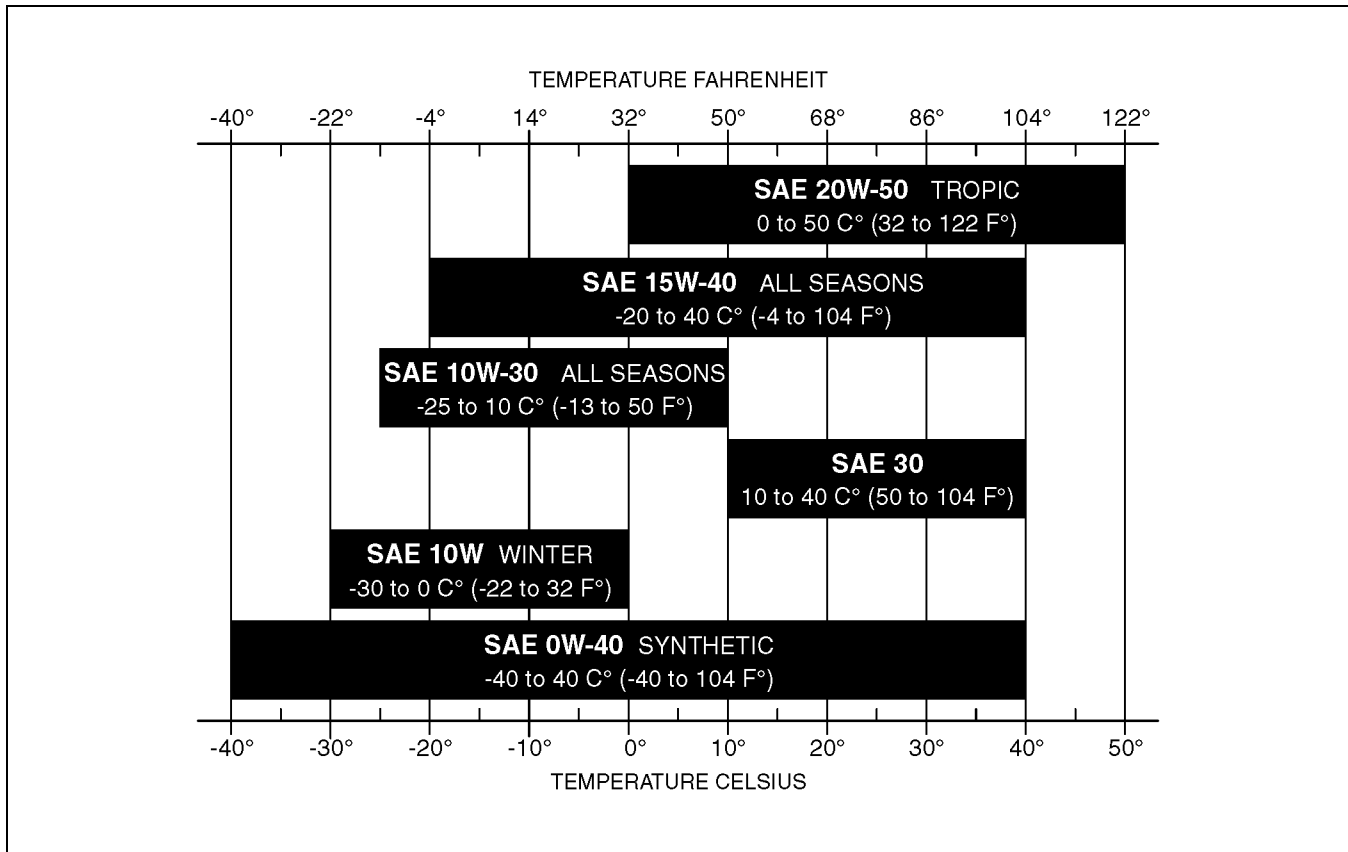 TEMPERATURE FAHRENHEIT
-40° -22° -4° 14° 32° 50° 68° 86° 104° 122°
SAE 20W-50 TROPIC
0 to 50 C° (32 to 122 F°)
SAE 15W-40 ALL SEASONS
-20 to 40 C° (-4 to 104 F°)
SAE 10W-30 ALL SEASONS
-25 to 10 C° (-13 to 50 F°)
SAE 30
10 to 40 C° (50 to 104 F°)
SAE 10W WINTER
-30 to 0 C° (-22 to 32 F°)
SAE 0W-40 SYNTHETIC
-40 to 40 C° (-40 to 104 F°)
-40° -30° -20° -10° 0° 10° 20° 30° 40° 50°
TEMPERATURE CELSIUS